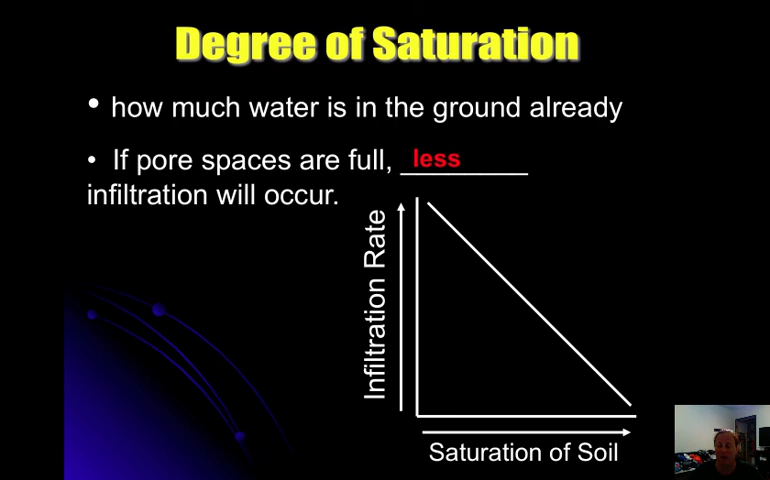 Degree of Saturation
• how much water is in the ground already
• If pore spaces are full, __less____
infiltration will occur.
Infiltration Rate
Saturation of Soil